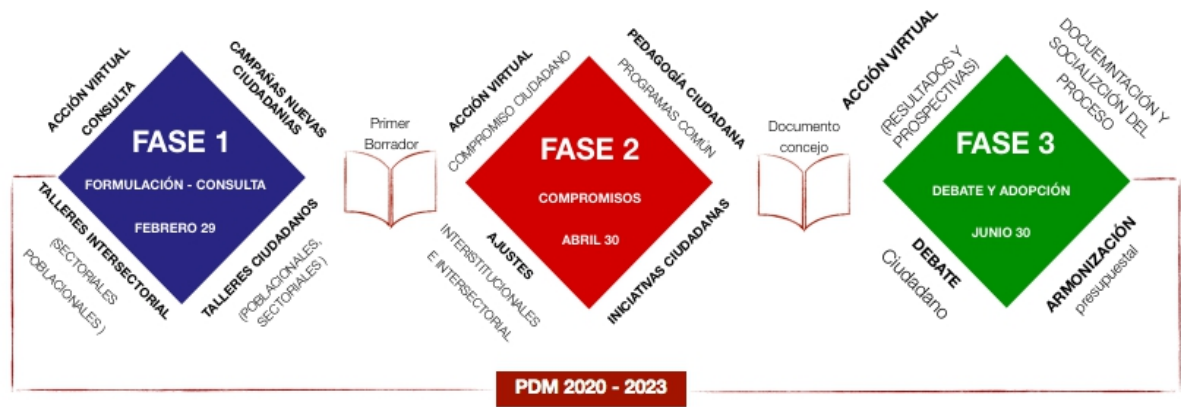 ACCIÓN VIRTUAL
CONSULTA
CAMPAÑAS NUEVAS
CIUDADANIAS
FASE 1
FORMULACIÓN - CONSULTA
FEBRERO 29
TALLERES INTERSECTORIAL
(SECTORIALES
POBLACIONALES )
TALLERES CIUDADANOS
(POBLACIONALES,
SECTORIALES )
Primer
Borrador
ACCIÓN VIRTUAL
COMPROMISO CIUDADANO
PEDAGOGÍA CIUDADANA
PROGRAMAS COMÚN
FASE 2
COMPROMISOS
ABRIL 30
AJUSTES
INTERISTITUCIONALES
E INTERSECTORIAL
INICIATIVAS CIUDADANAS
Documento
concejo
ACCIÓN VIRTUAL
(RESULTADOS Y
PROSPECTIVAS)
DOCUEMNTACIÓN Y
SOCIALIZCIÓN DEL
PROCESO
FASE 3
DEBATE Y ADOPCIÓN
JUNIO 30
DEBATE
Ciudadano
ARMONIZACIÓN
presupuestal
PDM 2020 - 2023